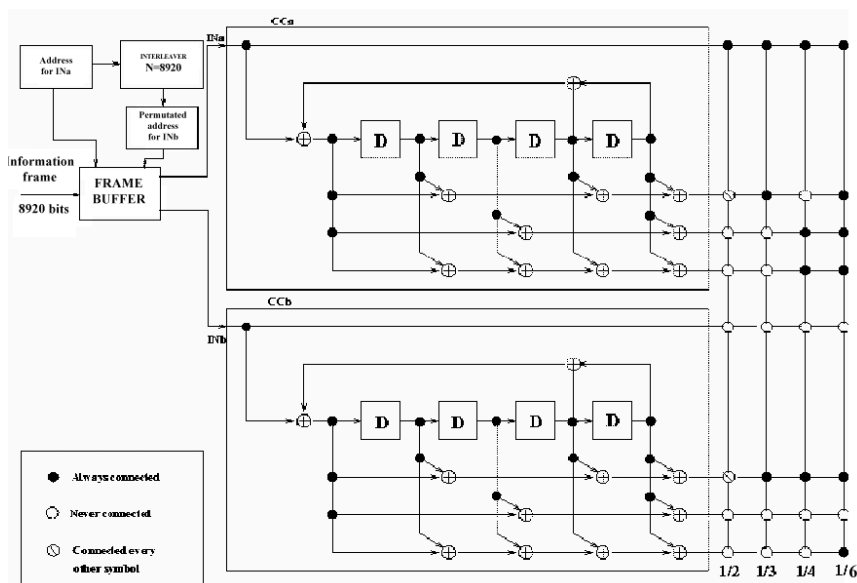 CCa
INa
Address
for INa
INTERLEAVER
N=8920
Permutated
address
for INb
Information
frame
8920 bits
FRAME
BUFFER
D D D D
CCb
INb
D D D D
Always connected
Never connected
Connected every
other symbol
1/2 1/3 1/4 1/6